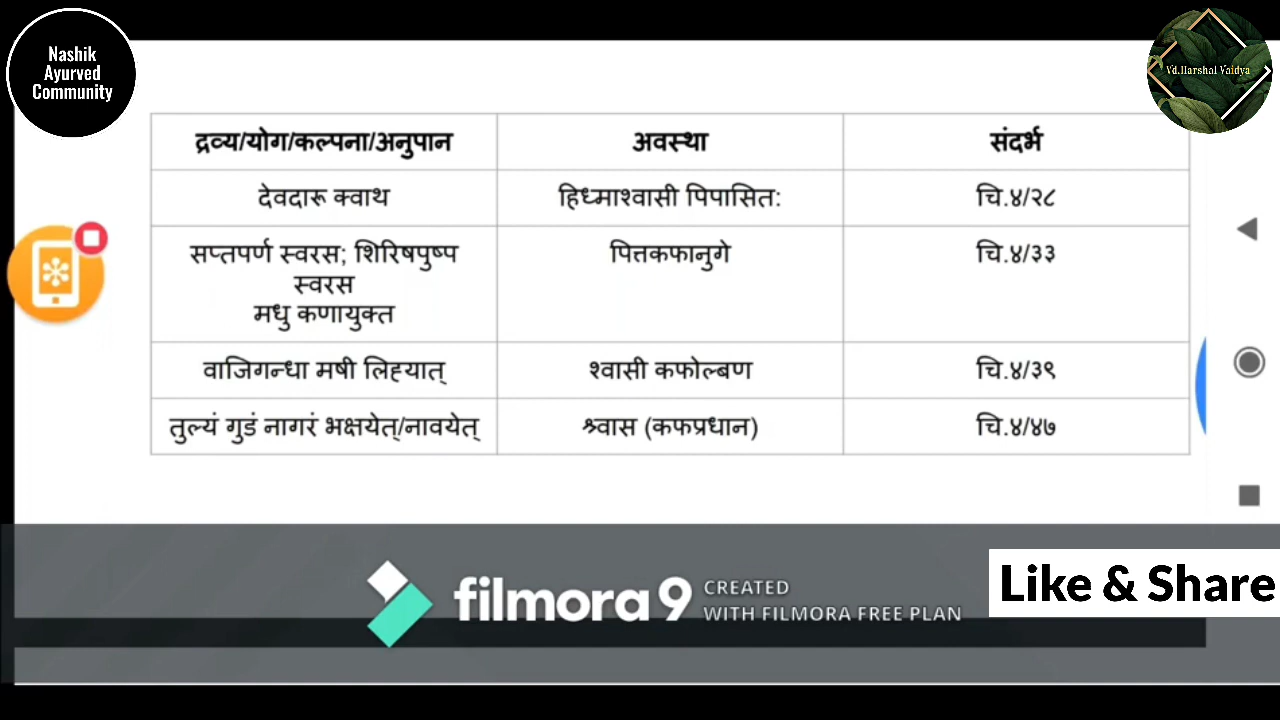 Nashik
Ayurved
Community
Vd.Harshal Vaidya
द्रव्य/योग/कल्पना/अनुपान अवस्था संदर्भ
देवदारू क्वाथ हिध्माश्वासी पिपासित: चि.४/२८
सप्तपर्ण स्वरस; शिरिषपुष्प पित्तकफानुगे चि.४/३३
स्वरस
मधु कणायुक्त
वाजिगन्धा मषी लिह्यात् श्वासी कफोल्बण चि.४/३९
तुल्यं गुडं नागरं भक्षयेत्/नावयेत् श्र्वास (कफप्रधान) चि.४/४७
filmora9 CREATED
WITH FILMORA FREE PLAN
Like & Share